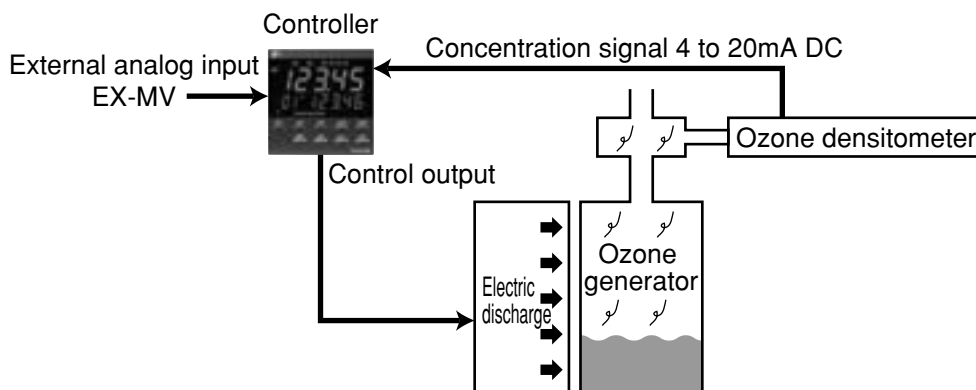 Controller
Concentration signal 4 to 20mA DC
External analog input
EX-MV
12345
Ozone densitometer
Control output
Ozone
generator
Electric
discharge